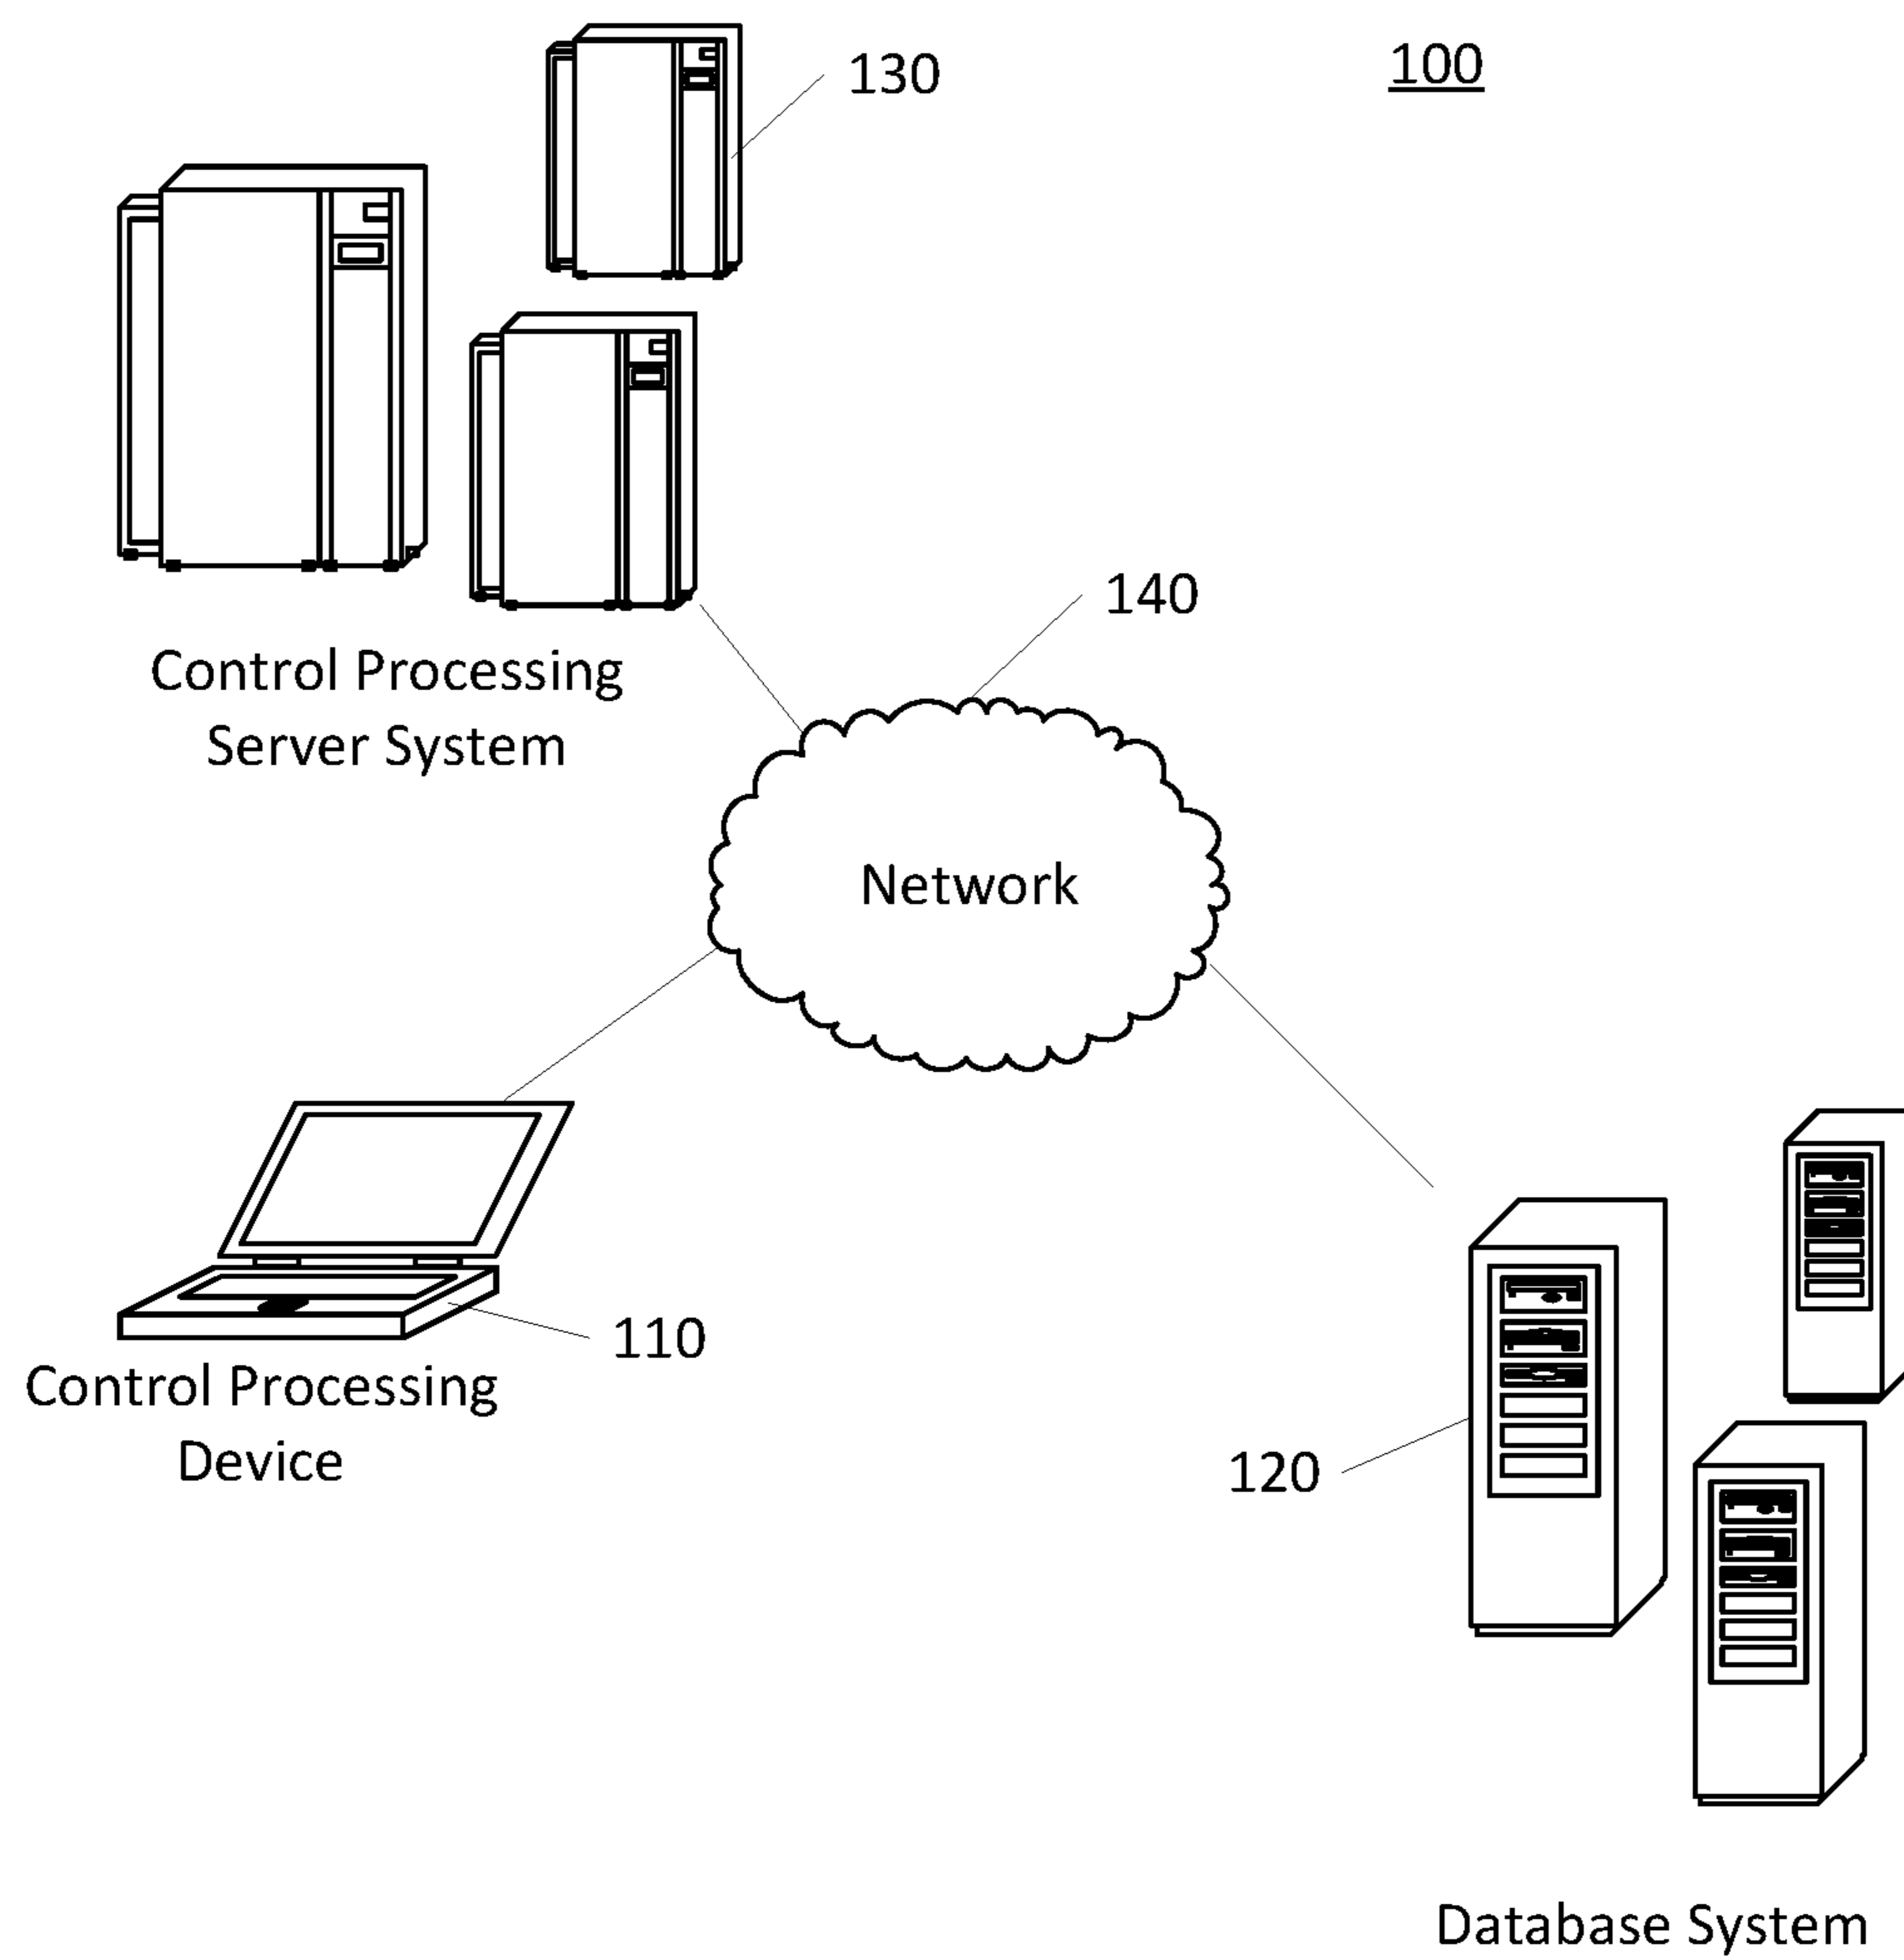 130
100
140
Control Processing
Server System
Network
110
Control Processing
Device
120
Database System